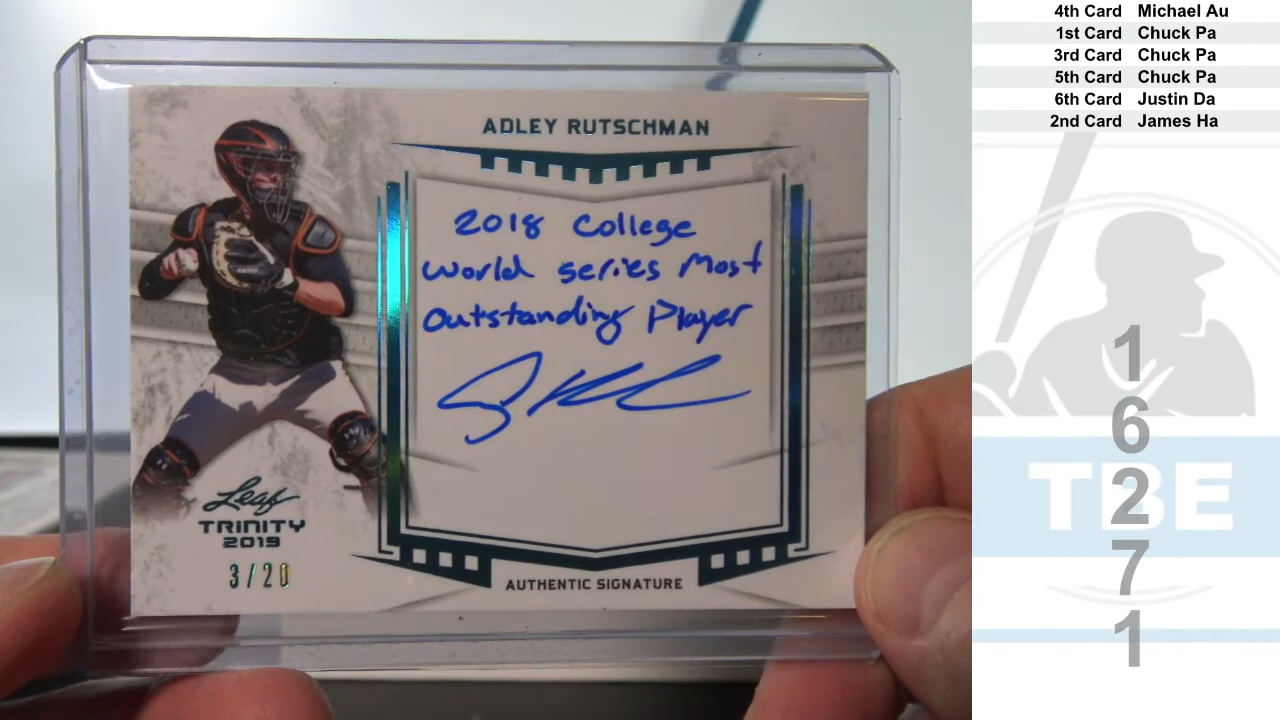 ADLEY RUTSCHMAN
2018 College
World series Most
Outstanding Player
Leaf
TRINITY
2019
3/20
AUTHENTIC SIGNATURE
4th Card Michael Au
1st Card Chuck Pa
3rd Card Chuck Pa
5th Card Chuck Pa
6th Card Justin Da
2nd Card James Ha
TBE
1
6
2
7
1